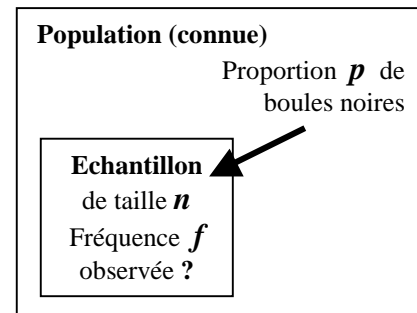 Population (connue)
Proportion p de
boules noires
Echantillon
de taille n
Fréquence f
observée ?